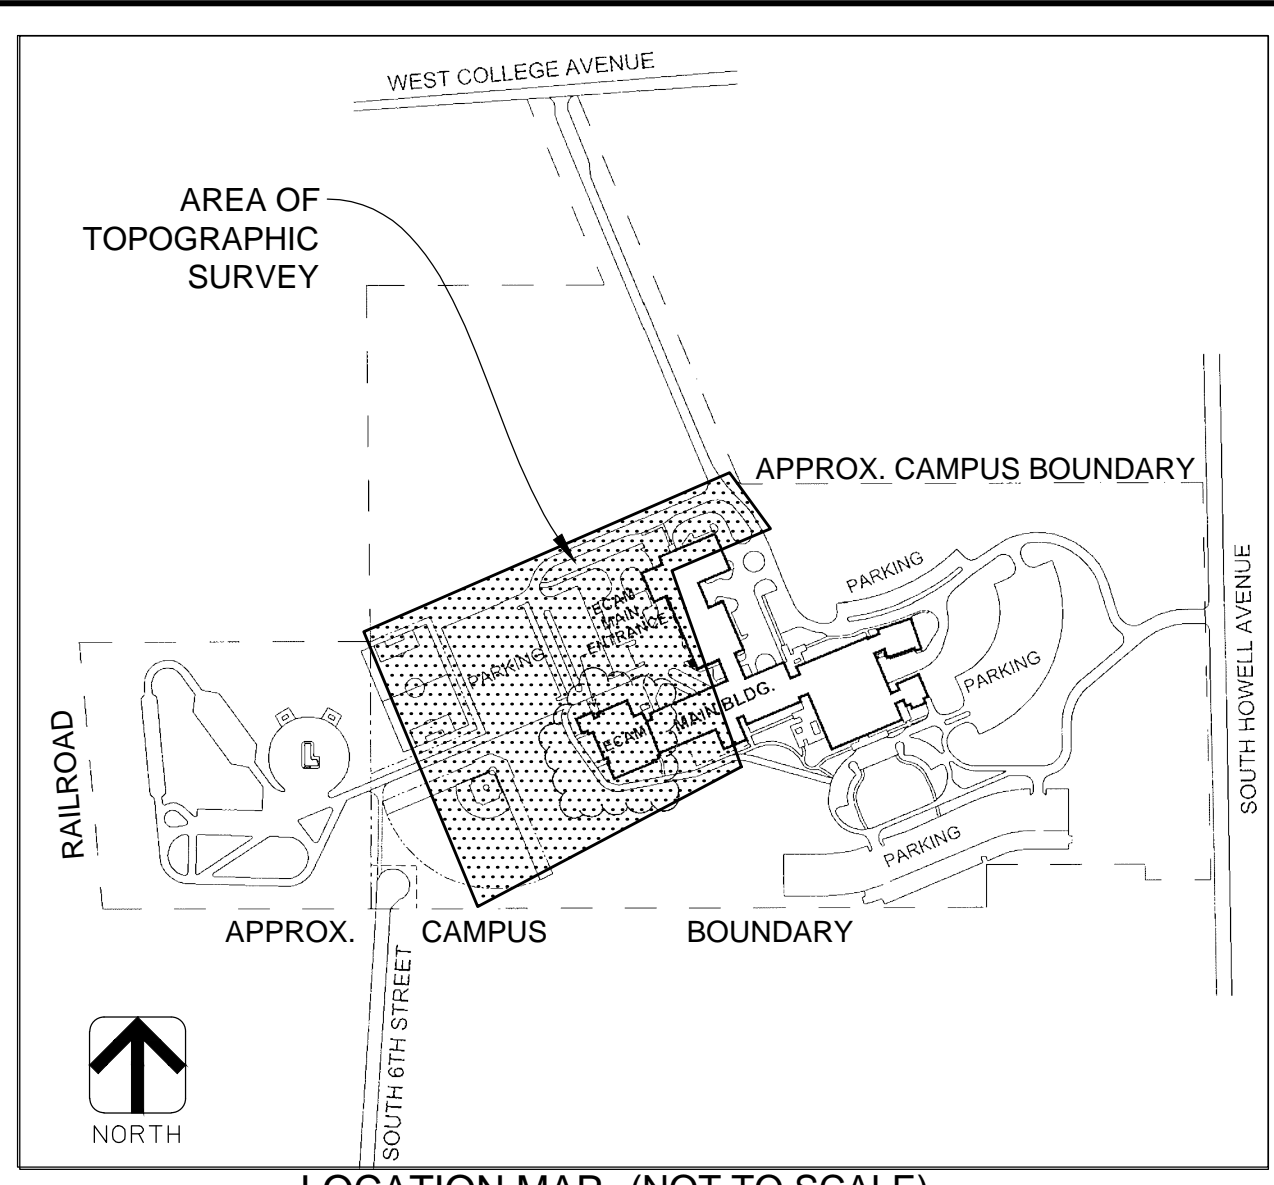 WEST COLLEGE AVENUE
AREA OF
TOPOGRAPHIC
SURVEY
APPROX. CAMPUS BOUNDARY
SOUTH HOWELL AVENUE
PARKING
ECAM
MAIN
ENTRANCE
PARKING
PARKING
MAIN BLDG.
ECAM
RAILROAD
PARKING
APPROX. CAMPUS BOUNDARY
SOUTH 6TH STREET
NORTH
LOCATION MAP (NOT TO SCALE)